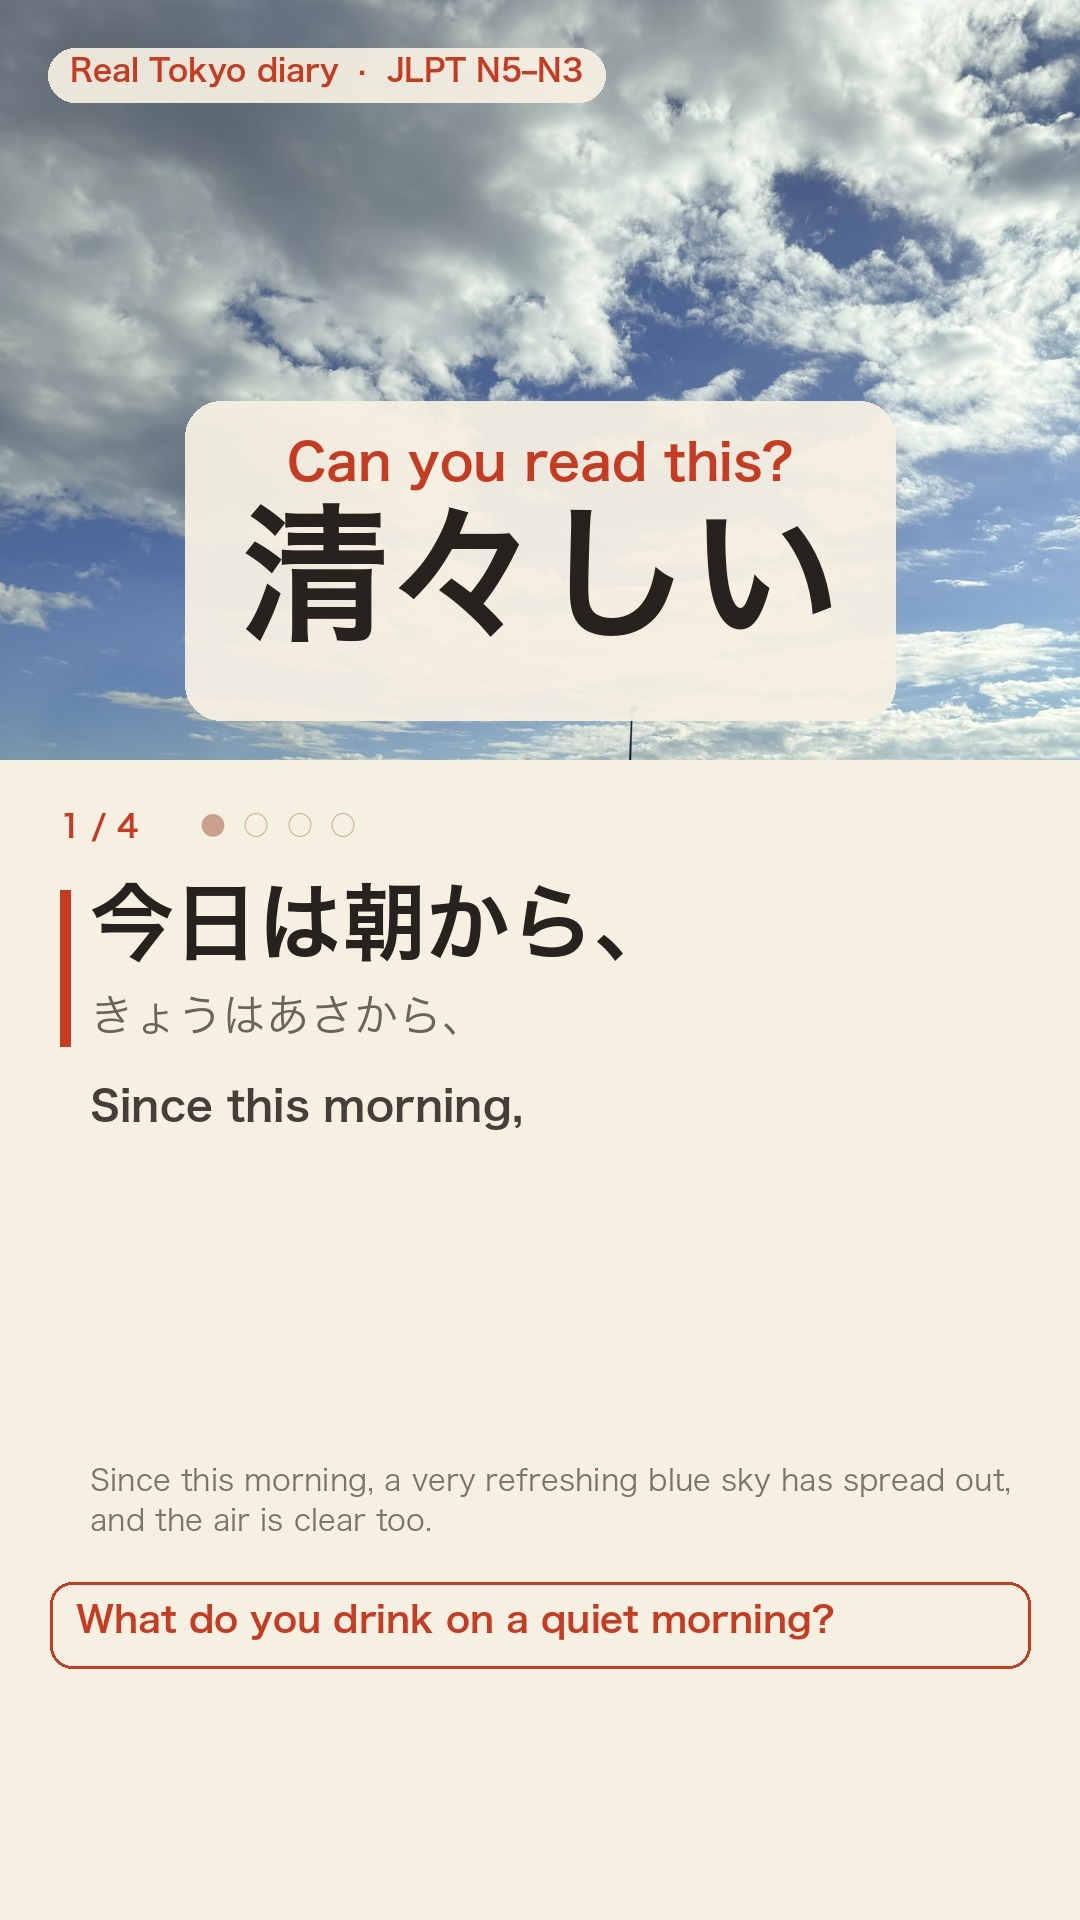 Real Tokyo diary · JLPT N5–N3
Can you read this?
清々しい
1 / 4
今日は朝から、
きょうはあさから、
Since this morning,
Since this morning, a very refreshing blue sky has spread out,
and the air is clear too.
What do you drink on a quiet morning?